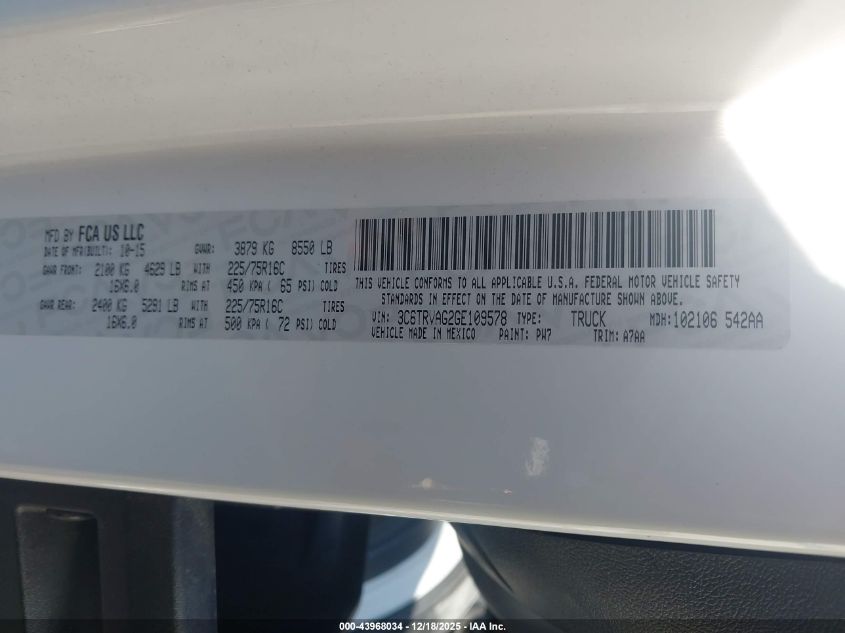 MFD BY FCA US LLC
DATE OF MFR(BUILT): 10-15 GVWR: 3879 KG 8550 LB
GAWR FRONT: 2100 KG 4629 LB WITH 225/75R16C TIRES
16X6.0 RIMS AT 450 KPA ( 65 PSI) COLD
GAWR REAR: 2400 KG 5291 LB WITH 225/75R16C TIRES
16X6.0 RIMS AT 500 KPA ( 72 PSI) COLD
THIS VEHICLE CONFORMS TO ALL APPLICABLE U.S.A. FEDERAL MOTOR VEHICLE SAFETY
STANDARDS IN EFFECT ON THE DATE OF MANUFACTURE SHOWN ABOVE.
VIN: 3C6TRVAG2GE109578 TYPE: TRUCK MDH: 102106 542AA
VEHICLE MADE IN MEXICO PAINT: PW7 TRIM: A7AA
000-43968034 - 12/18/2025 - IAA Inc.